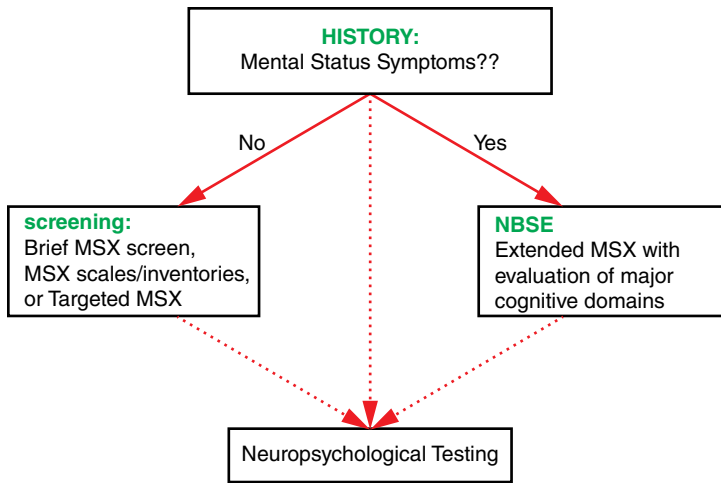 HISTORY:
Mental Status Symptoms??
No
Yes
screening:
Brief MSX screen,
MSX scales/inventories,
or Targeted MSX
NBSE
Extended MSX with
evaluation of major
cognitive domains
Neuropsychological Testing